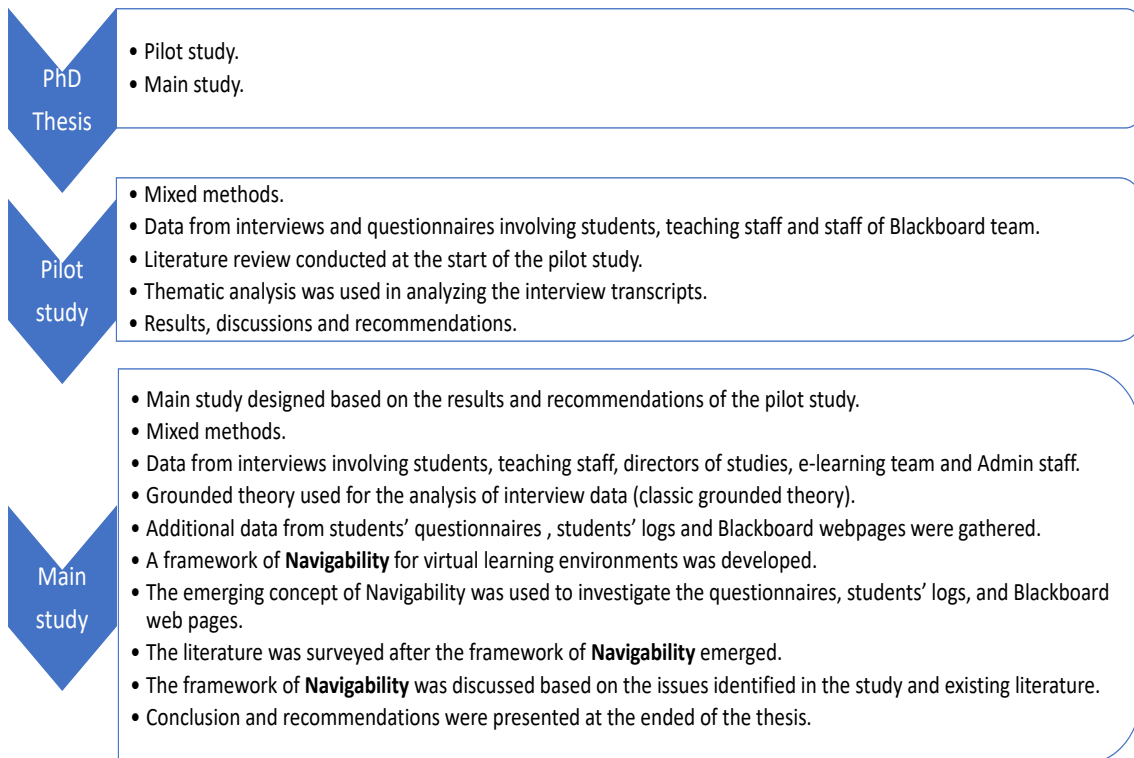 PhD
Thesis
• Pilot study.
• Main study.
Pilot
study
• Mixed methods.
• Data from interviews and questionnaires involving students, teaching staff and staff of Blackboard team.
• Literature review conducted at the start of the pilot study.
• Thematic analysis was used in analyzing the interview transcripts.
• Results, discussions and recommendations.
Main
study
• Main study designed based on the results and recommendations of the pilot study.
• Mixed methods.
• Data from interviews involving students, teaching staff, directors of studies, e-learning team and Admin staff.
• Grounded theory used for the analysis of interview data (classic grounded theory).
• Additional data from students’ questionnaires , students’ logs and Blackboard webpages were gathered.
• A framework of Navigability for virtual learning environments was developed.
• The emerging concept of Navigability was used to investigate the questionnaires, students’ logs, and Blackboard
web pages.
• The literature was surveyed after the framework of Navigability emerged.
• The framework of Navigability was discussed based on the issues identified in the study and existing literature.
• Conclusion and recommendations were presented at the ended of the thesis.